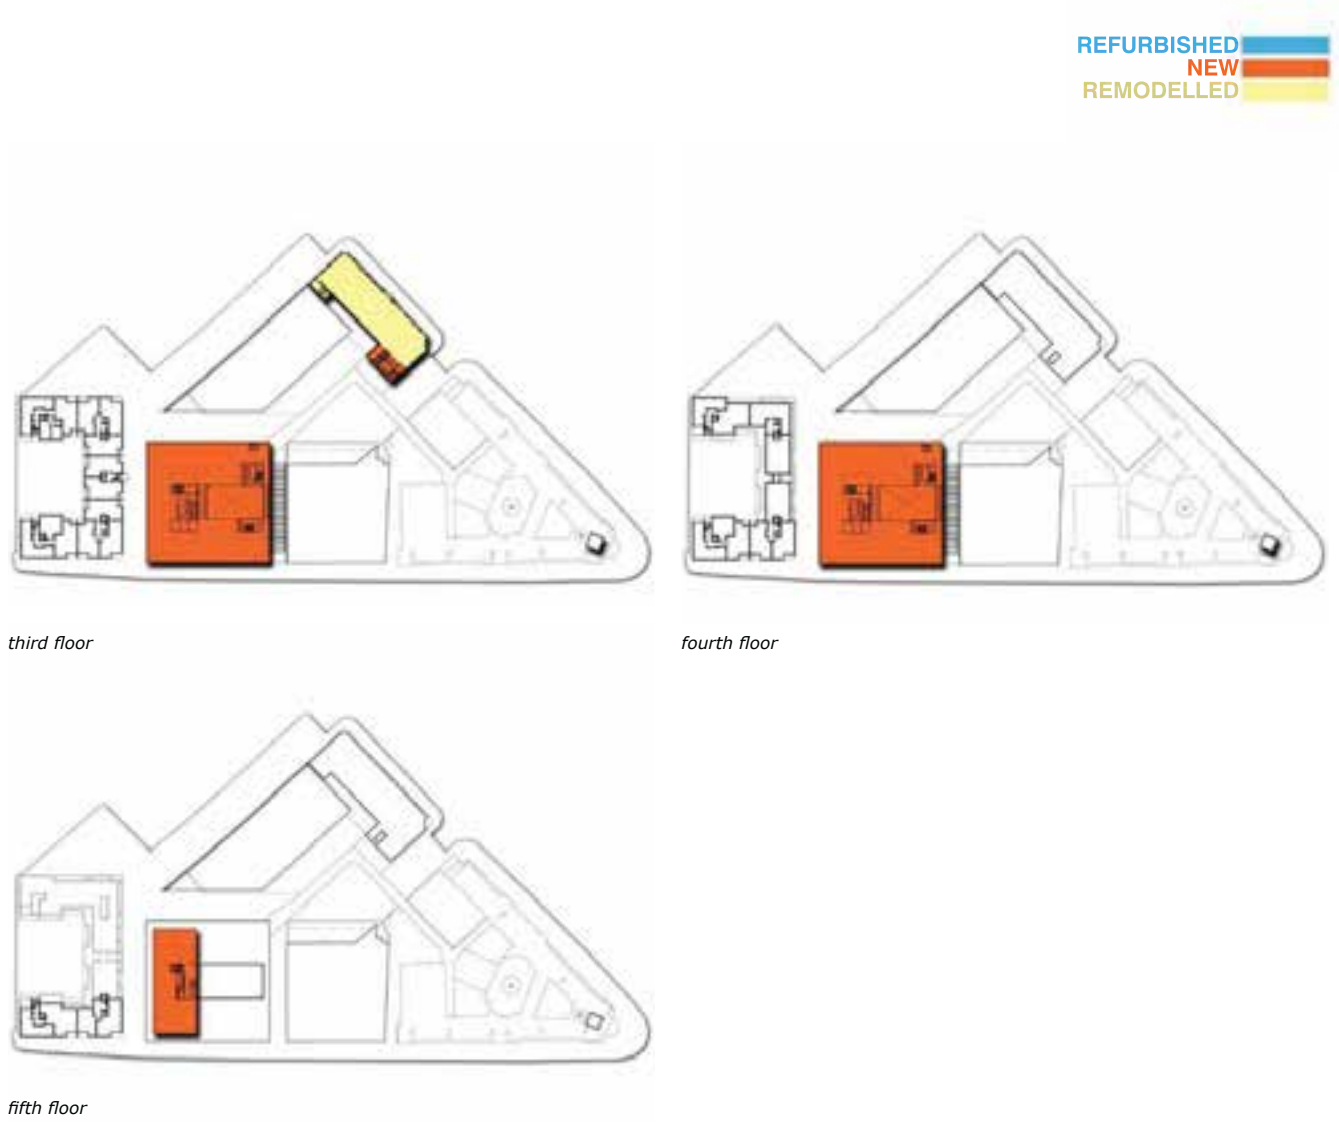 REFURBISHED
NEW
REMODELLED
third floor
fourth floor
fifth floor